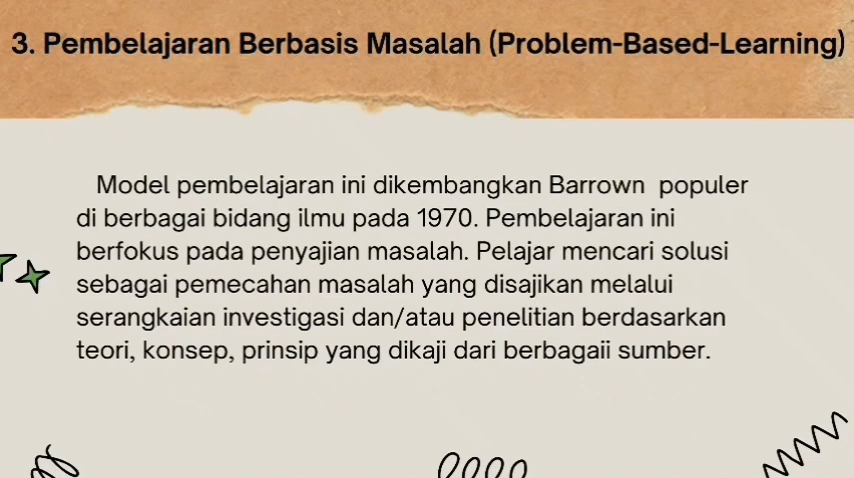 3. Pembelajaran Berbasis Masalah (Problem-Based-Learning)
Model pembelajaran ini dikembangkan Barrown  populer
di berbagai bidang ilmu pada 1970. Pembelajaran ini
berfokus pada penyajian masalah. Pelajar mencari solusi
sebagai pemecahan masalah yang disajikan melalui
serangkaian investigasi dan/atau penelitian berdasarkan
teori, konsep, prinsip yang dikaji dari berbagaii sumber.